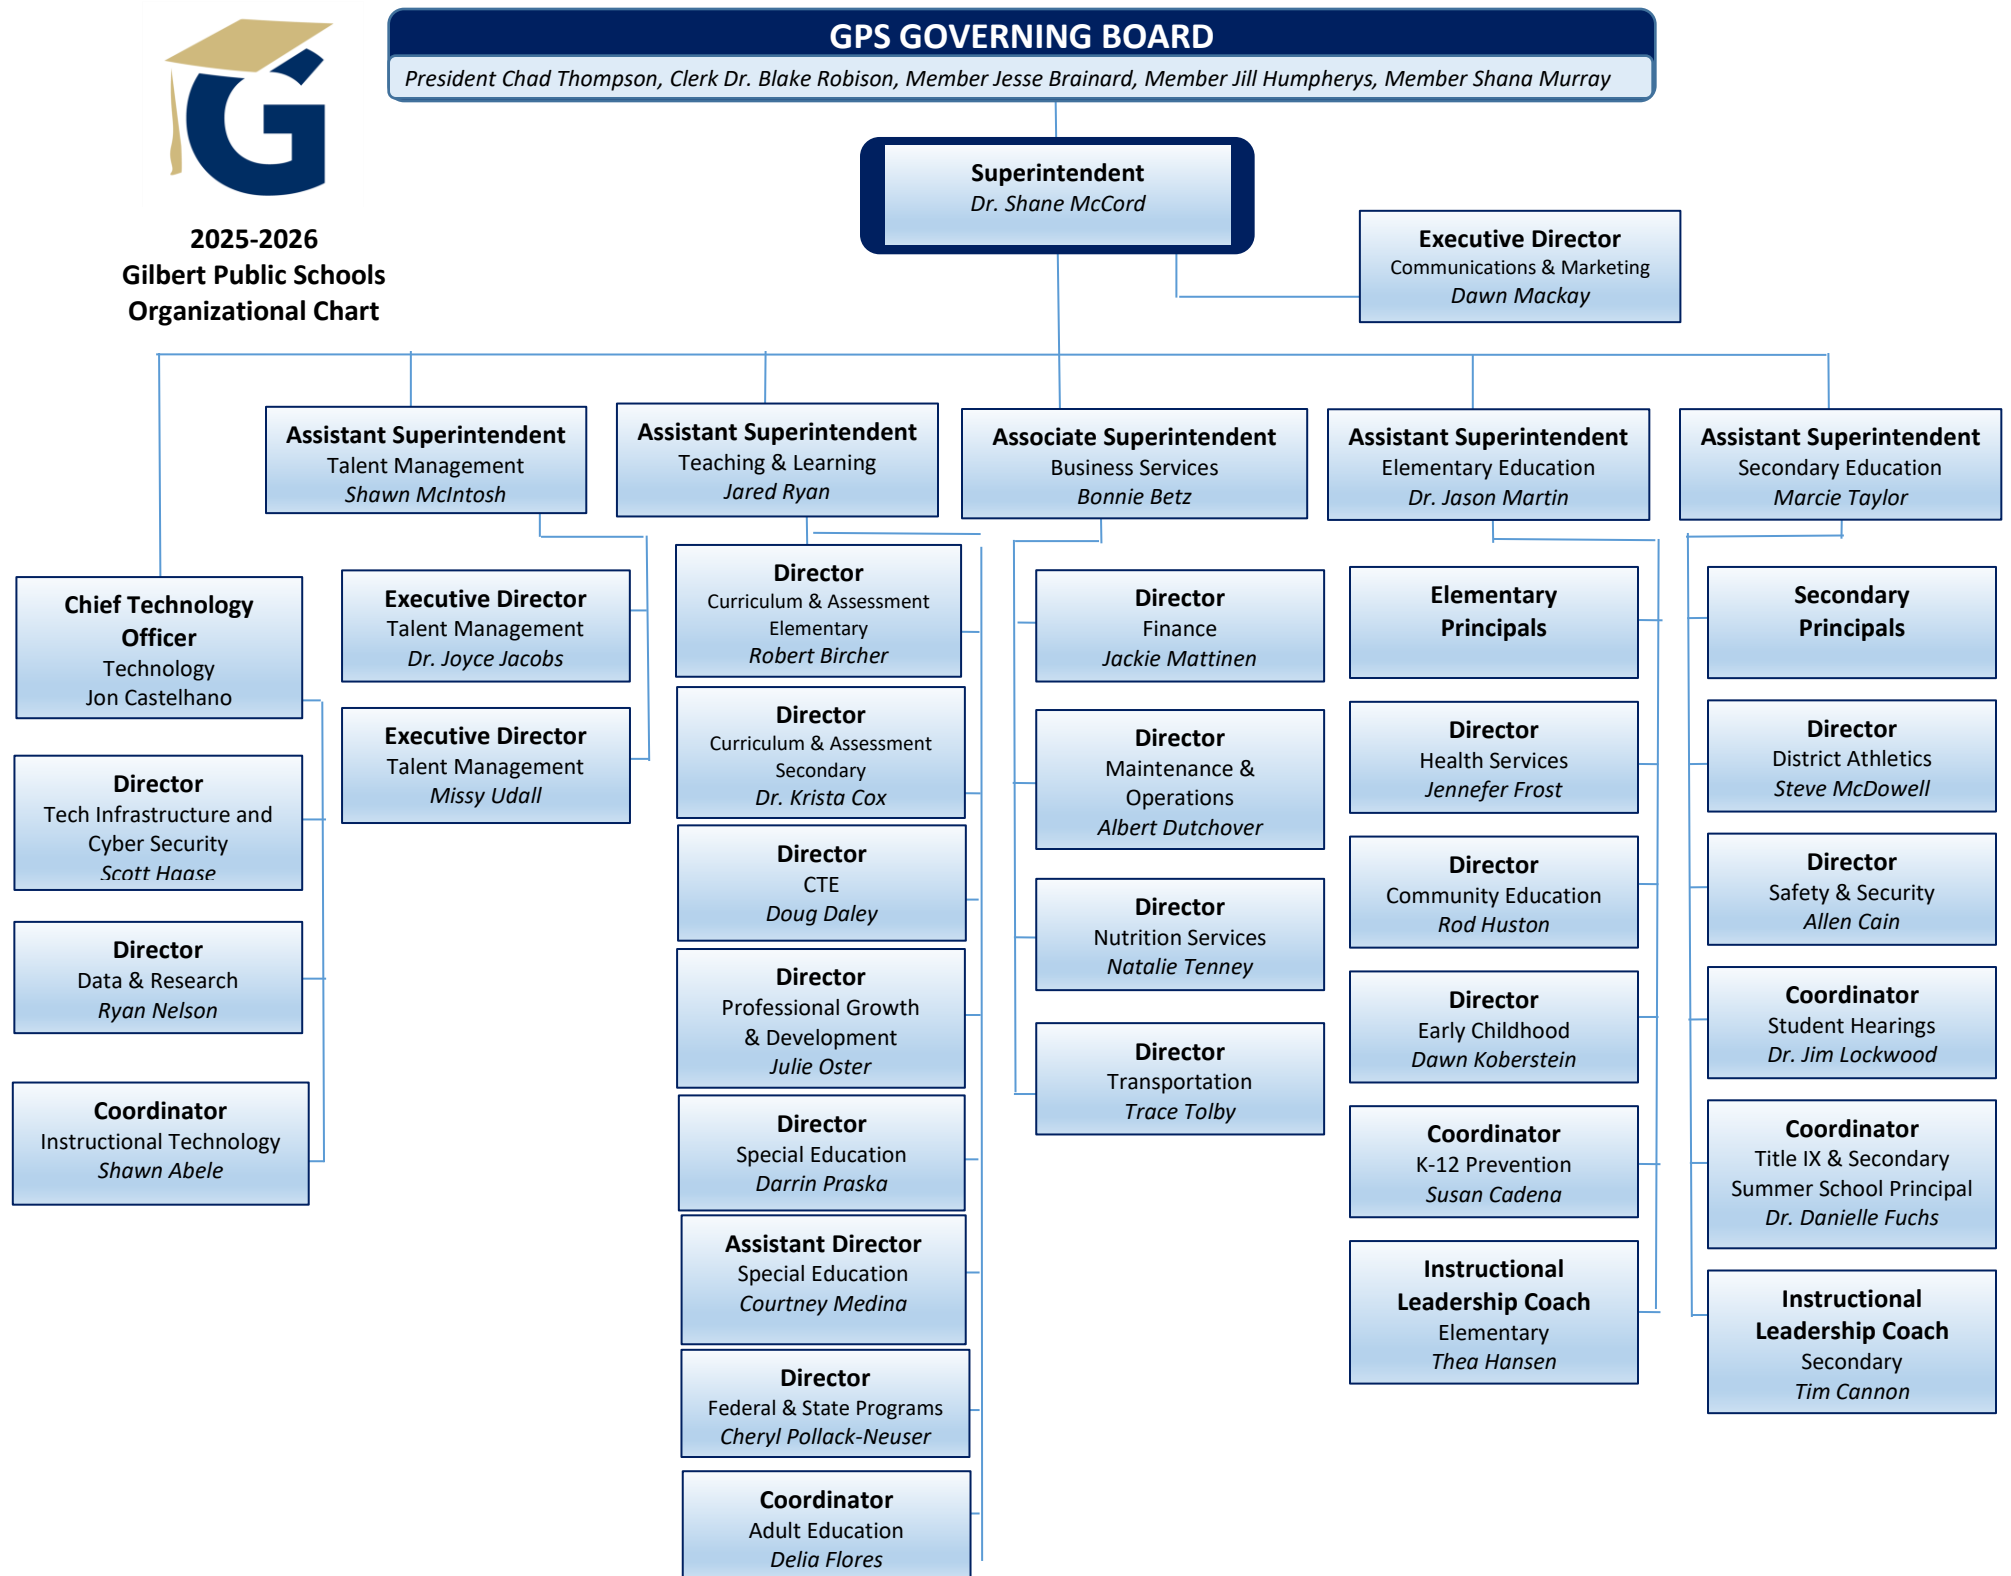 GPS GOVERNING BOARD
President Chad Thompson, Clerk Dr. Blake Robison, Member Jesse Brainard, Member Jill Humpherys, Member Shana Murray
G
2025-2026
Gilbert Public Schools
Organizational Chart
Superintendent
Dr. Shane McCord
Executive Director
Communications & Marketing
Dawn Mackay
Chief Technology
Officer
Technology
Jon Castelhano
Director
Tech Infrastructure and
Cyber Security
Scott Haase
Director
Data & Research
Ryan Nelson
Coordinator
Instructional Technology
Shawn Abele
Assistant Superintendent
Talent Management
Shawn McIntosh
Executive Director
Talent Management
Dr. Joyce Jacobs
Executive Director
Talent Management
Missy Udall
Assistant Superintendent
Teaching & Learning
Jared Ryan
Director
Curriculum & Assessment
Elementary
Robert Bircher
Director
Curriculum & Assessment
Secondary
Dr. Krista Cox
Director
CTE
Doug Daley
Director
Professional Growth
& Development
Julie Oster
Director
Special Education
Darrin Praska
Assistant Director
Special Education
Courtney Medina
Director
Federal & State Programs
Cheryl Pollack-Neuser
Coordinator
Adult Education
Delia Flores
Associate Superintendent
Business Services
Bonnie Betz
Director
Finance
Jackie Mattinen
Director
Maintenance &
Operations
Albert Dutchover
Director
Nutrition Services
Natalie Tenney
Director
Transportation
Trace Tolby
Assistant Superintendent
Elementary Education
Dr. Jason Martin
Elementary
Principals
Director
Health Services
Jennefer Frost
Director
Community Education
Rod Huston
Director
Early Childhood
Dawn Koberstein
Coordinator
K-12 Prevention
Susan Cadena
Instructional
Leadership Coach
Elementary
Thea Hansen
Assistant Superintendent
Secondary Education
Marcie Taylor
Secondary
Principals
Director
District Athletics
Steve McDowell
Director
Safety & Security
Allen Cain
Coordinator
Student Hearings
Dr. Jim Lockwood
Coordinator
Title IX & Secondary
Summer School Principal
Dr. Danielle Fuchs
Instructional
Leadership Coach
Secondary
Tim Cannon